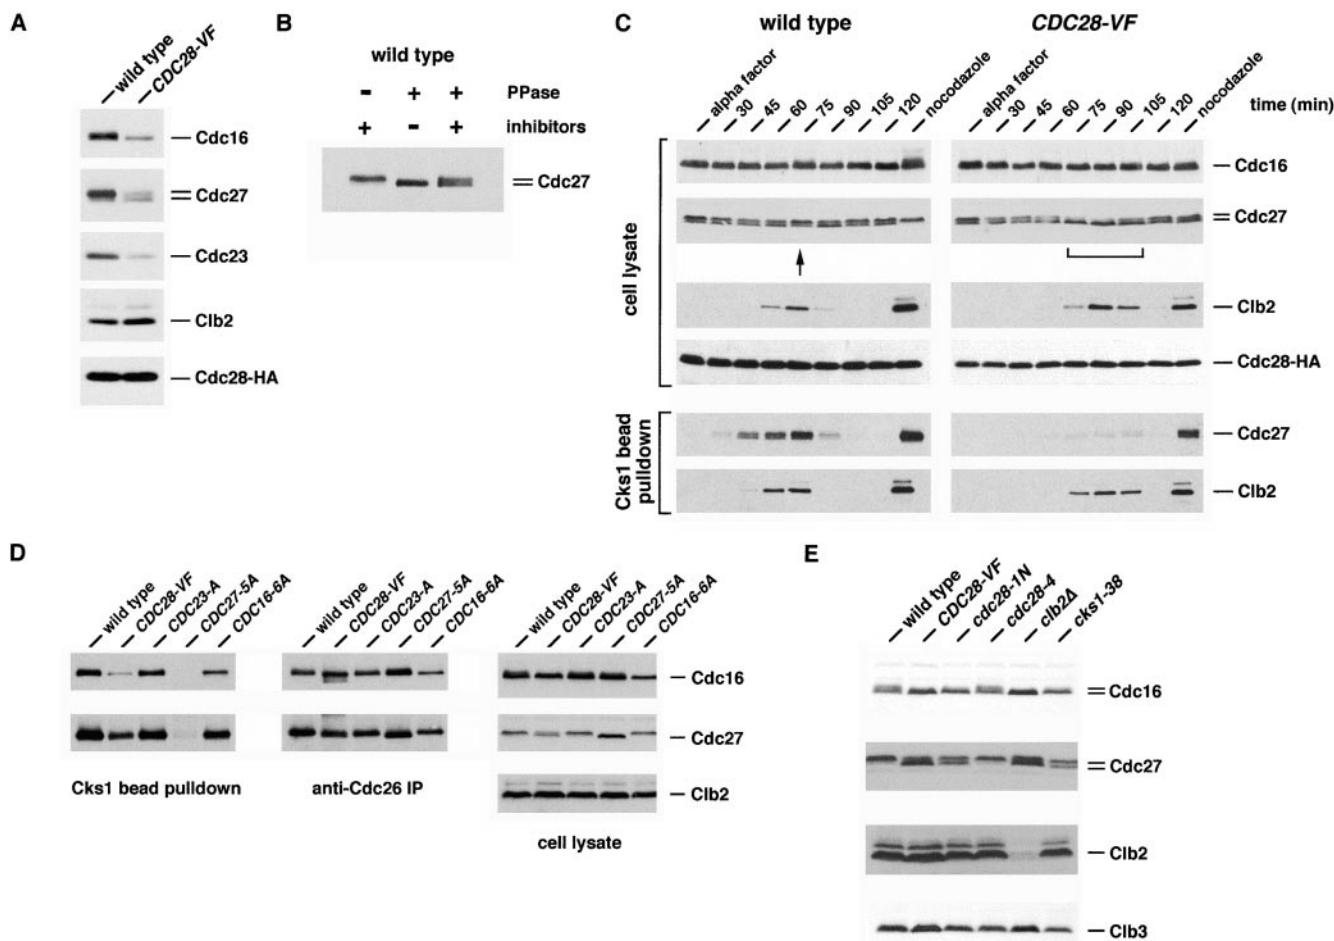 A
wild type
CDC28-VF
Cdc16
Cdc27
Cdc23
Clb2
Cdc28-HA
B
wild type
- + + PPase
+ - + inhibitors
Cdc27
C
wild type
CDC28-VF
alpha factor 30 45 60 75 90 105 120 nocodazole
alpha factor 30 45 60 75 90 105 120 nocodazole
time (min)
cell lysate
Cdc16
Cdc27
Clb2
Cdc28-HA
Cks1 bead
pulldown
Cdc27
Clb2
D
wild type CDC28-VF CDC23-A CDC27-5A CDC16-6A
wild type CDC28-VF CDC23-A CDC27-5A CDC16-6A
wild type CDC28-VF CDC23-A CDC27-5A CDC16-6A
Cdc16
Cdc27
Clb2
Cks1 bead pulldown
anti-Cdc26 IP
cell lysate
E
wild type CDC28-VF cdc28-1N cdc28-4 clb2Δ cks1-38
Cdc16
Cdc27
Clb2
Clb3